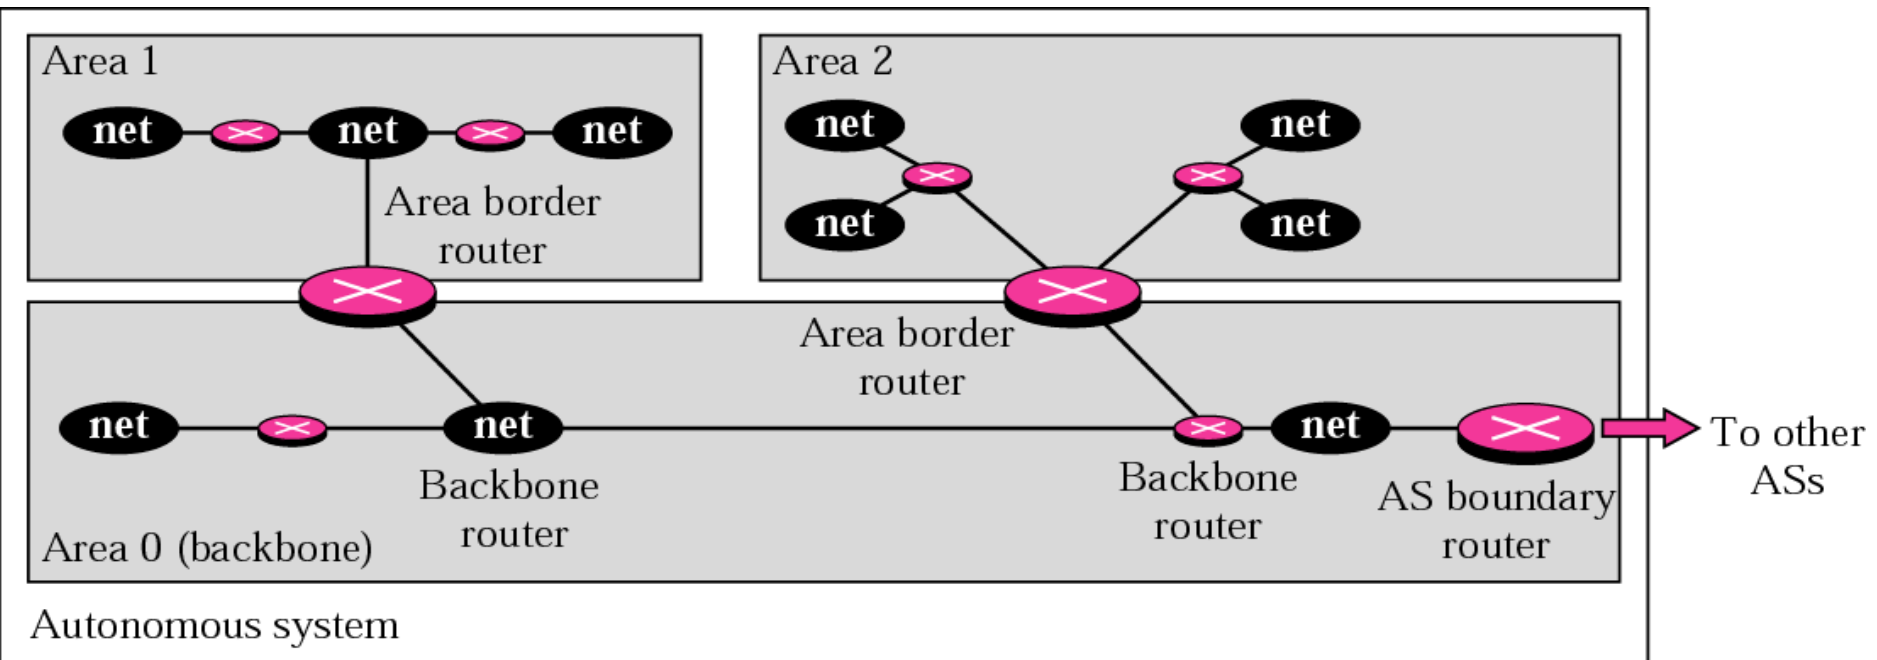 Area 1
net
net
net
Area border
router
Area 2
net
net
net
net
Area border
router
net
net
net
Backbone
router
Backbone
router
AS boundary
router
To other
ASs
Area 0 (backbone)
Autonomous system